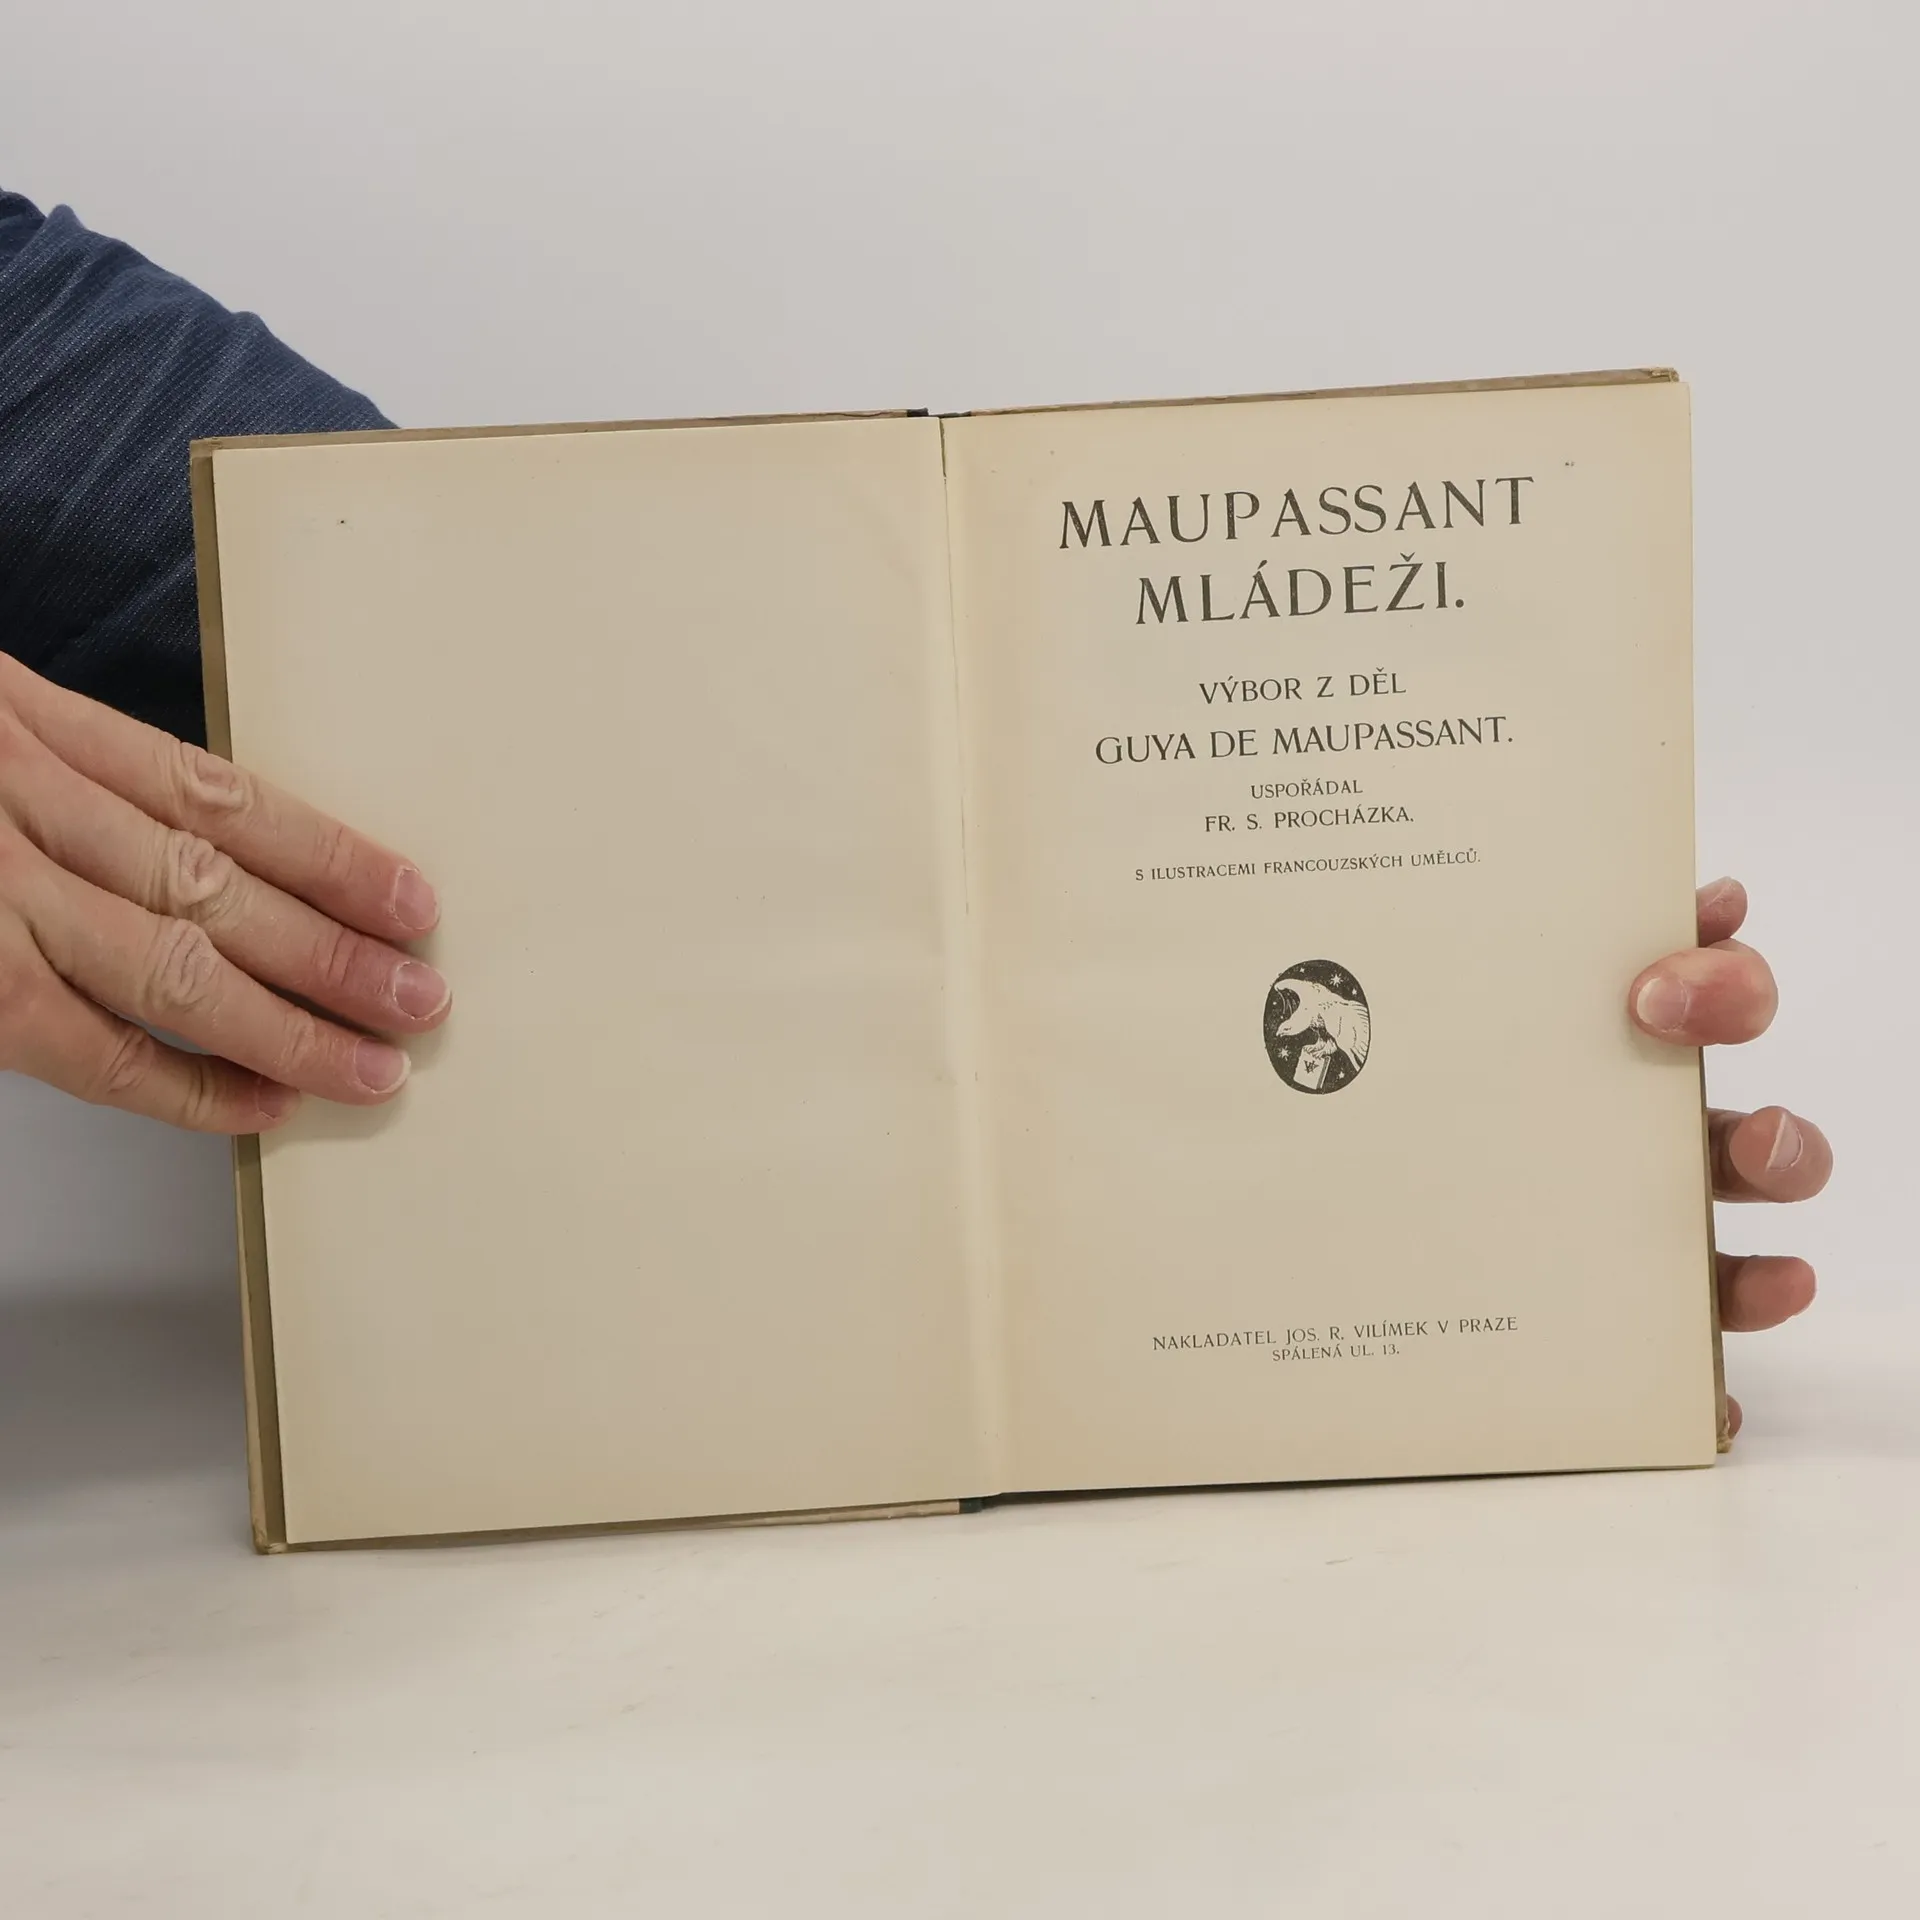 MAUPASSANT
MLÁDEŽI.
VÝBOR Z DĚL
GUYA DE MAUPASSANT.
USPOŘÁDAL
FR. S. PROCHÁZKA.
S ILUSTRACEMI FRANCOUZSKÝCH UMĚLCŮ.
NAKLADATEL JOS. R. VILÍMEK V PRAZE
SPÁLENÁ UL. 13.